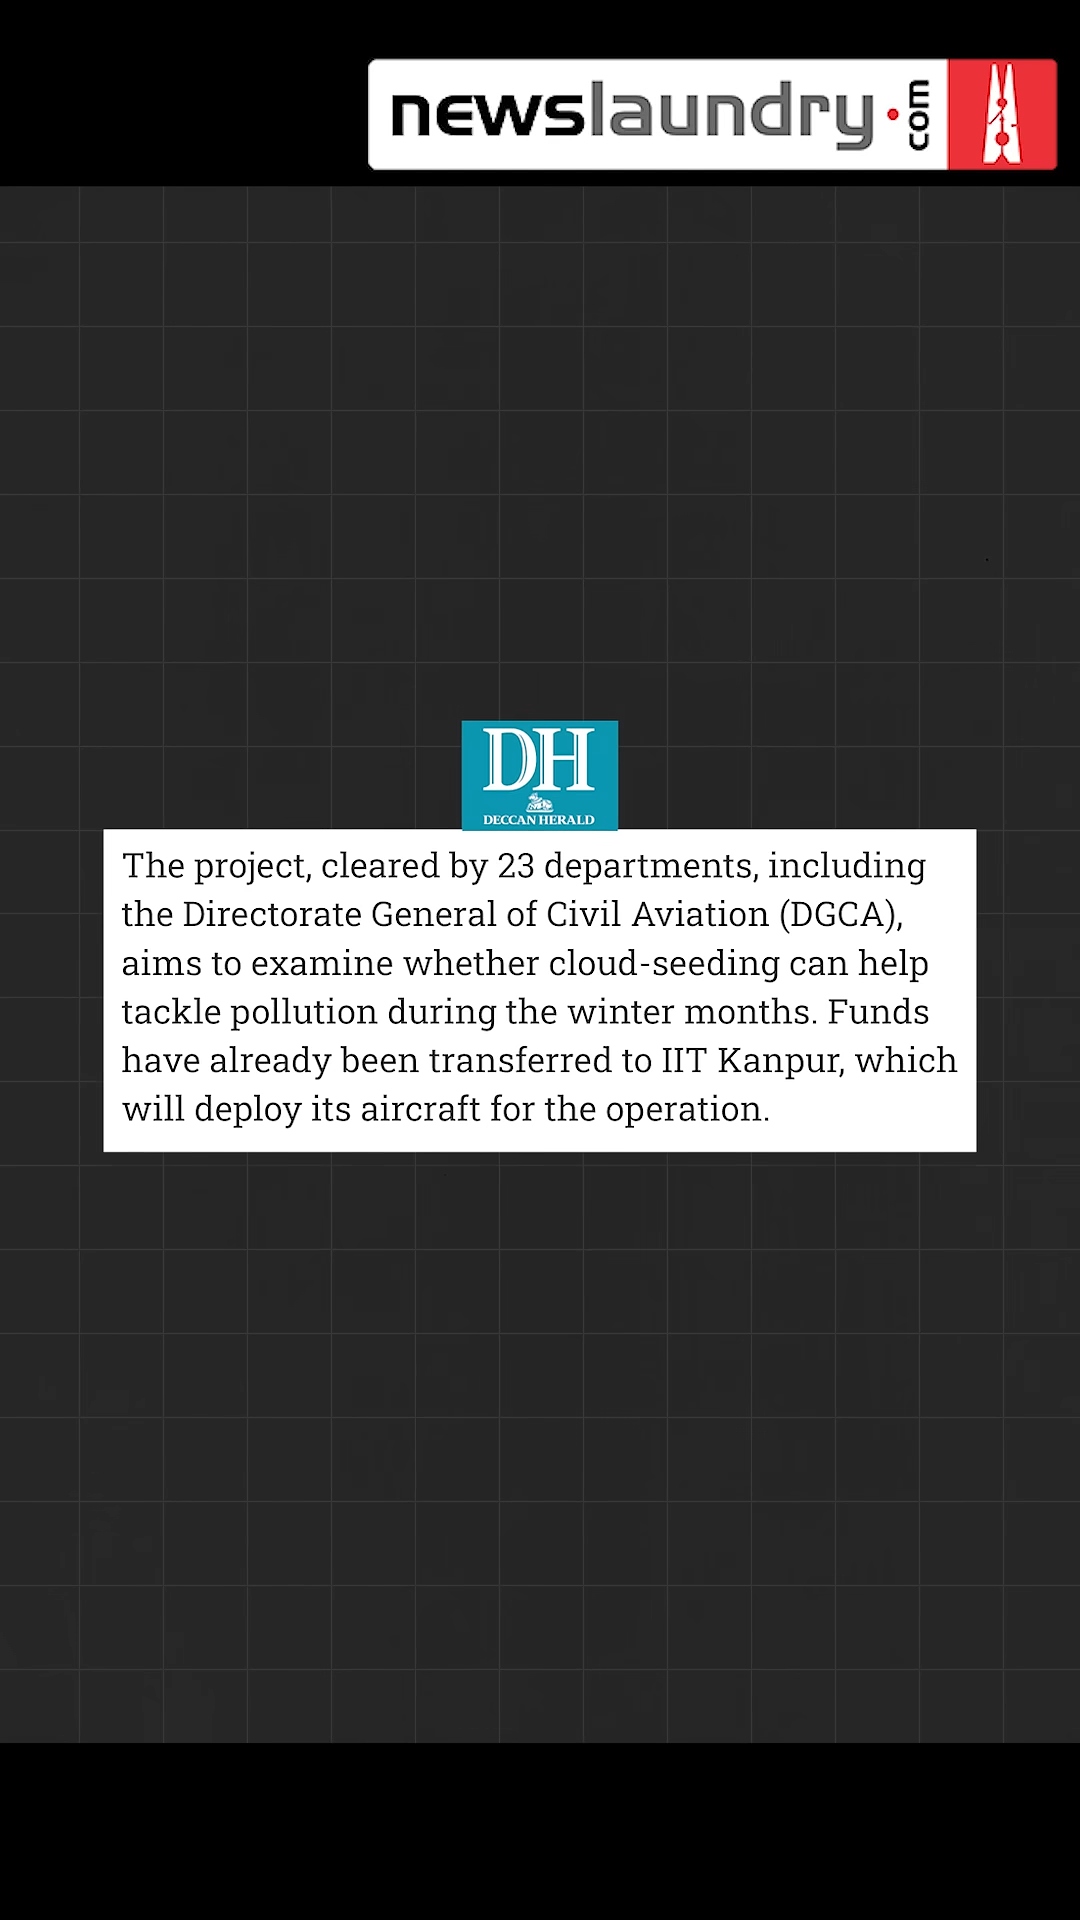 newslaundry.com
DH
DECCAN HERALD
The project, cleared by 23 departments, including
the Directorate General of Civil Aviation (DGCA),
aims to examine whether cloud-seeding can help
tackle pollution during the winter months. Funds
have already been transferred to IIT Kanpur, which
will deploy its aircraft for the operation.